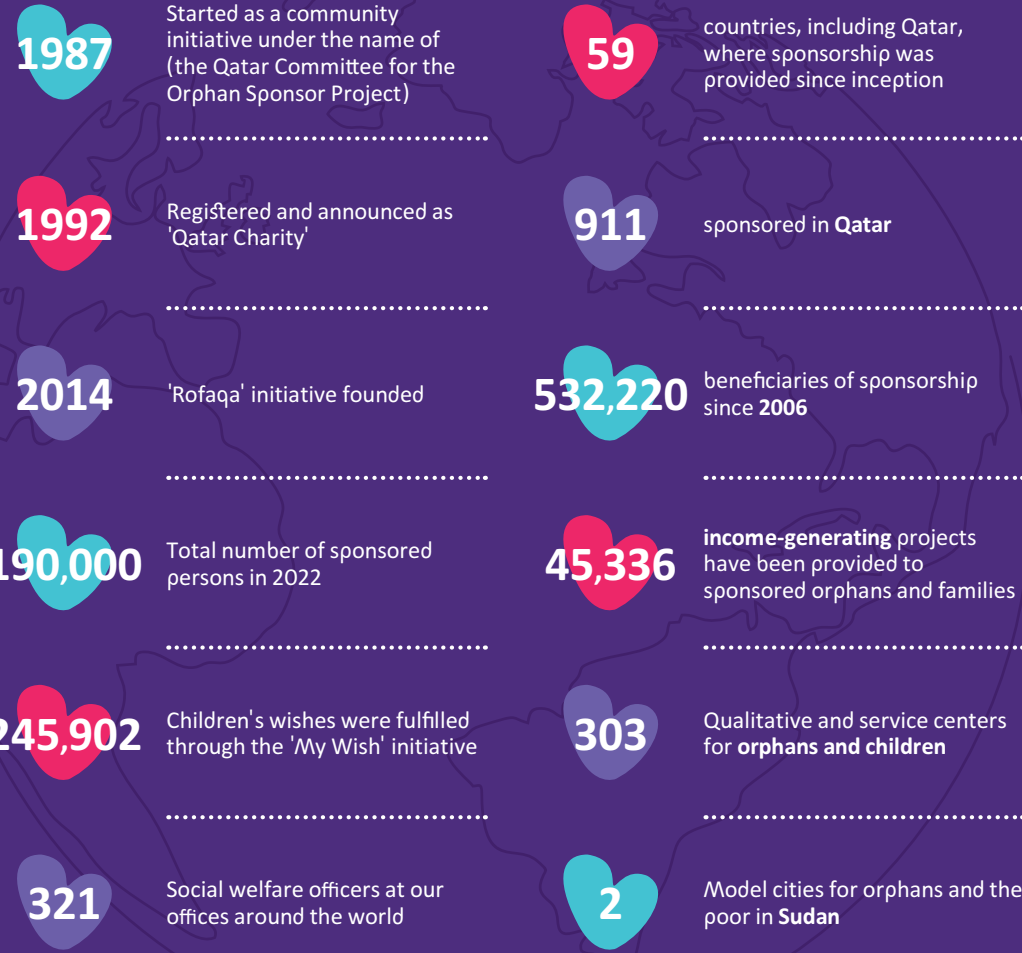 1987
Started as a community
initiative under the name of
(the Qatar Committee for the
Orphan Sponsor Project)
1992
Registered and announced as
'Qatar Charity'
2014
'Rofaqa' initiative founded
190,000
Total number of sponsored
persons in 2022
245,902
Children's wishes were fulfilled
through the 'My Wish' initiative
321
Social welfare officers at our
offices around the world
59
countries, including Qatar,
where sponsorship was
provided since inception
911
sponsored in Qatar
532,220
beneficiaries of sponsorship
since 2006
45,336
income-generating projects
have been provided to
sponsored orphans and families
303
Qualitative and service centers
for orphans and children
2
Model cities for orphans and the
poor in Sudan